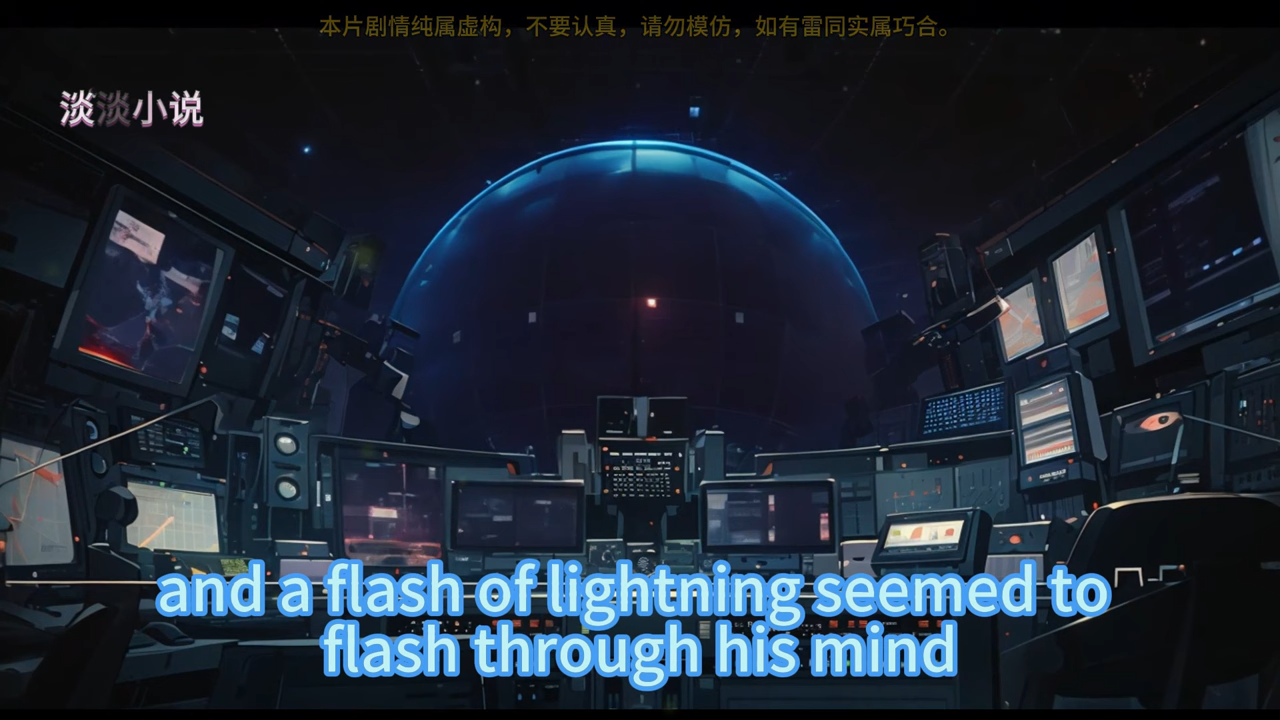 本片剧情纯属虚构，不要认真，请勿模仿，如有雷同实属巧合。
淡淡小说
and a flash of lightning seemed to
flash through his mind